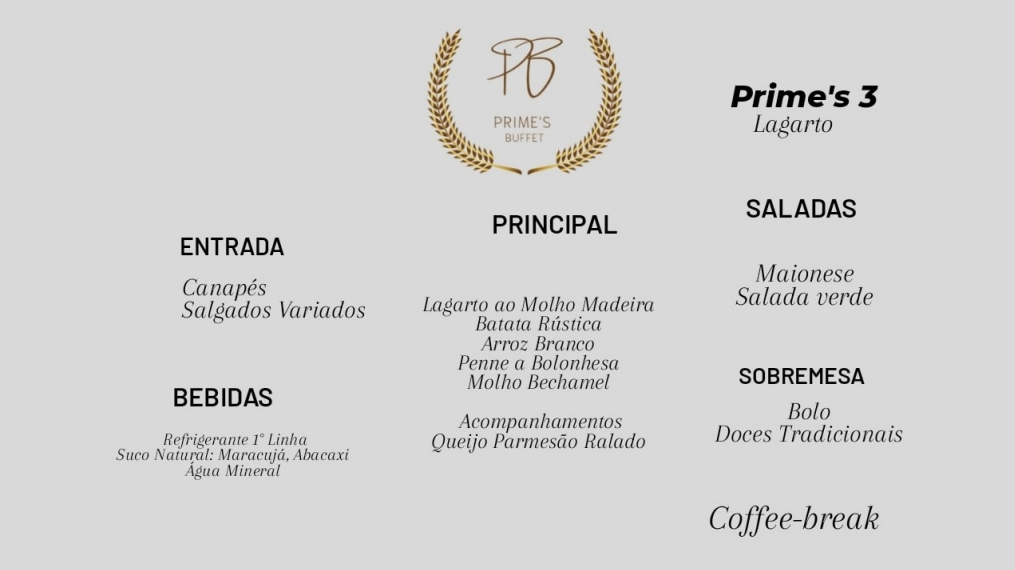 PB
PRIME'S
BUFFET
Prime's 3
Lagarto
ENTRADA
Canapés
Salgados Variados
BEBIDAS
Refrigerante 1° Linha
Suco Natural: Maracujá, Abacaxi
Água Mineral
PRINCIPAL
Lagarto ao Molho Madeira
Batata Rústica
Arroz Branco
Penne a Bolonhesa
Molho Bechamel
Acompanhamentos
Queijo Parmesão Ralado
SALADAS
Maionese
Salada verde
SOBREMESA
Bolo
Doces Tradicionais
Coffee-break